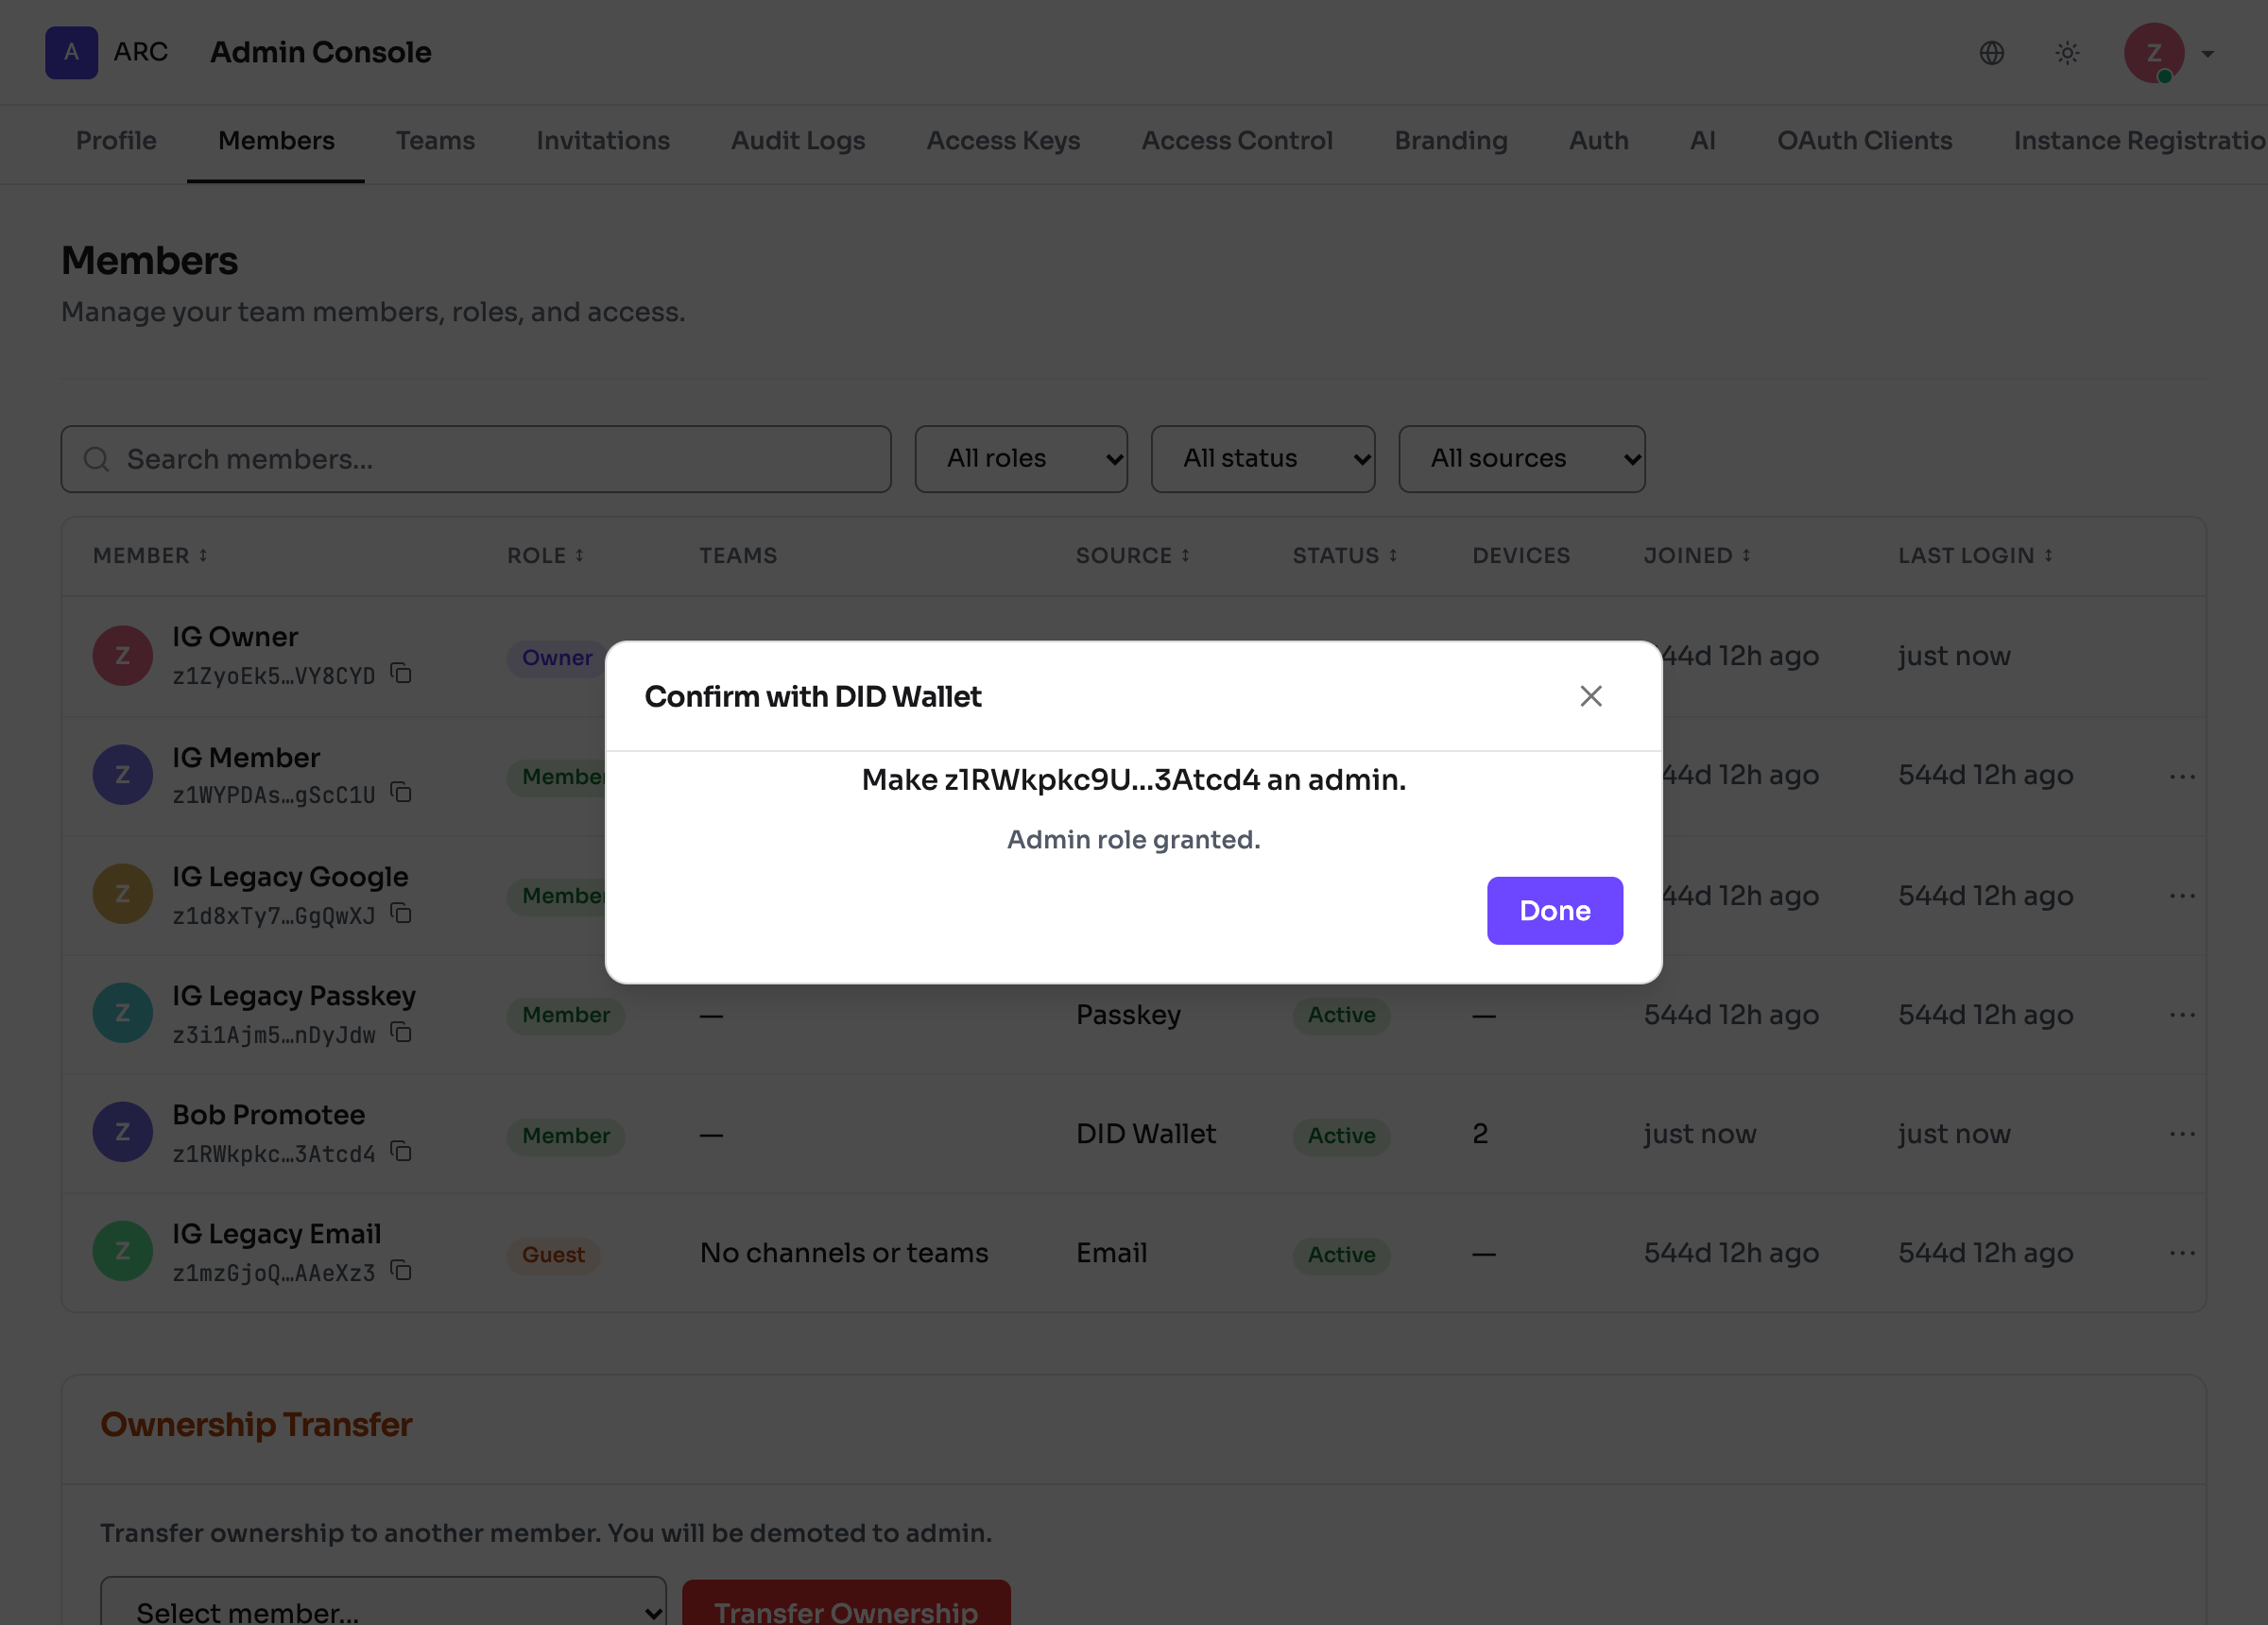 A ARC Admin Console Z
Profile Members Teams Invitations Audit Logs Access Keys Access Control Branding Auth AI OAuth Clients Instance Registratio
Members
Manage your team members, roles, and access.
Search members...
All roles All status All sources
MEMBER ROLE TEAMS SOURCE STATUS DEVICES JOINED LAST LOGIN
Z IG Owner
z1ZyoEk5…VY8CYD
Owner 44d 12h ago just now
Z IG Member
z1WYPDAs…gScC1U
Member 44d 12h ago 544d 12h ago ...
Z IG Legacy Google
z1d8xTy7…GgQwXJ
Member 44d 12h ago 544d 12h ago ...
Confirm with DID Wallet
Make z1RWkpkc9U...3Atcd4 an admin.
Admin role granted.
Done
Z IG Legacy Passkey
z3i1Ajm5…nDyJdw
Member — Passkey Active — 544d 12h ago 544d 12h ago ...
Z Bob Promotee
z1RWkpkc…3Atcd4
Member — DID Wallet Active 2 just now just now ...
Z IG Legacy Email
z1mzGjoQ…AAeXz3
Guest No channels or teams Email Active — 544d 12h ago 544d 12h ago ...
Ownership Transfer
Transfer ownership to another member. You will be demoted to admin.
Select member... Transfer Ownership